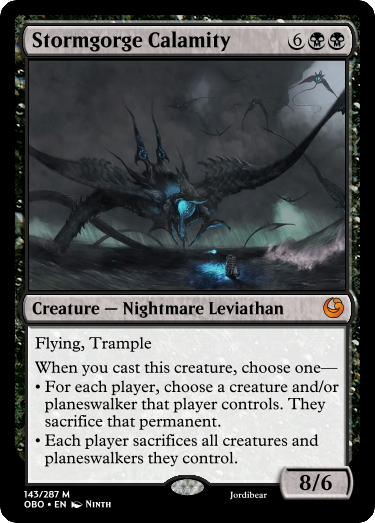 Stormgorge Calamity 6
Creature — Nightmare Leviathan
Flying, Trample
When you cast this creature, choose one—
• For each player, choose a creature and/or
planeswalker that player controls. They
sacrifice that permanent.
• Each player sacrifices all creatures and
planeswalkers they control.
8/6
143/287 M
OBO • EN Ninth
Jordibear